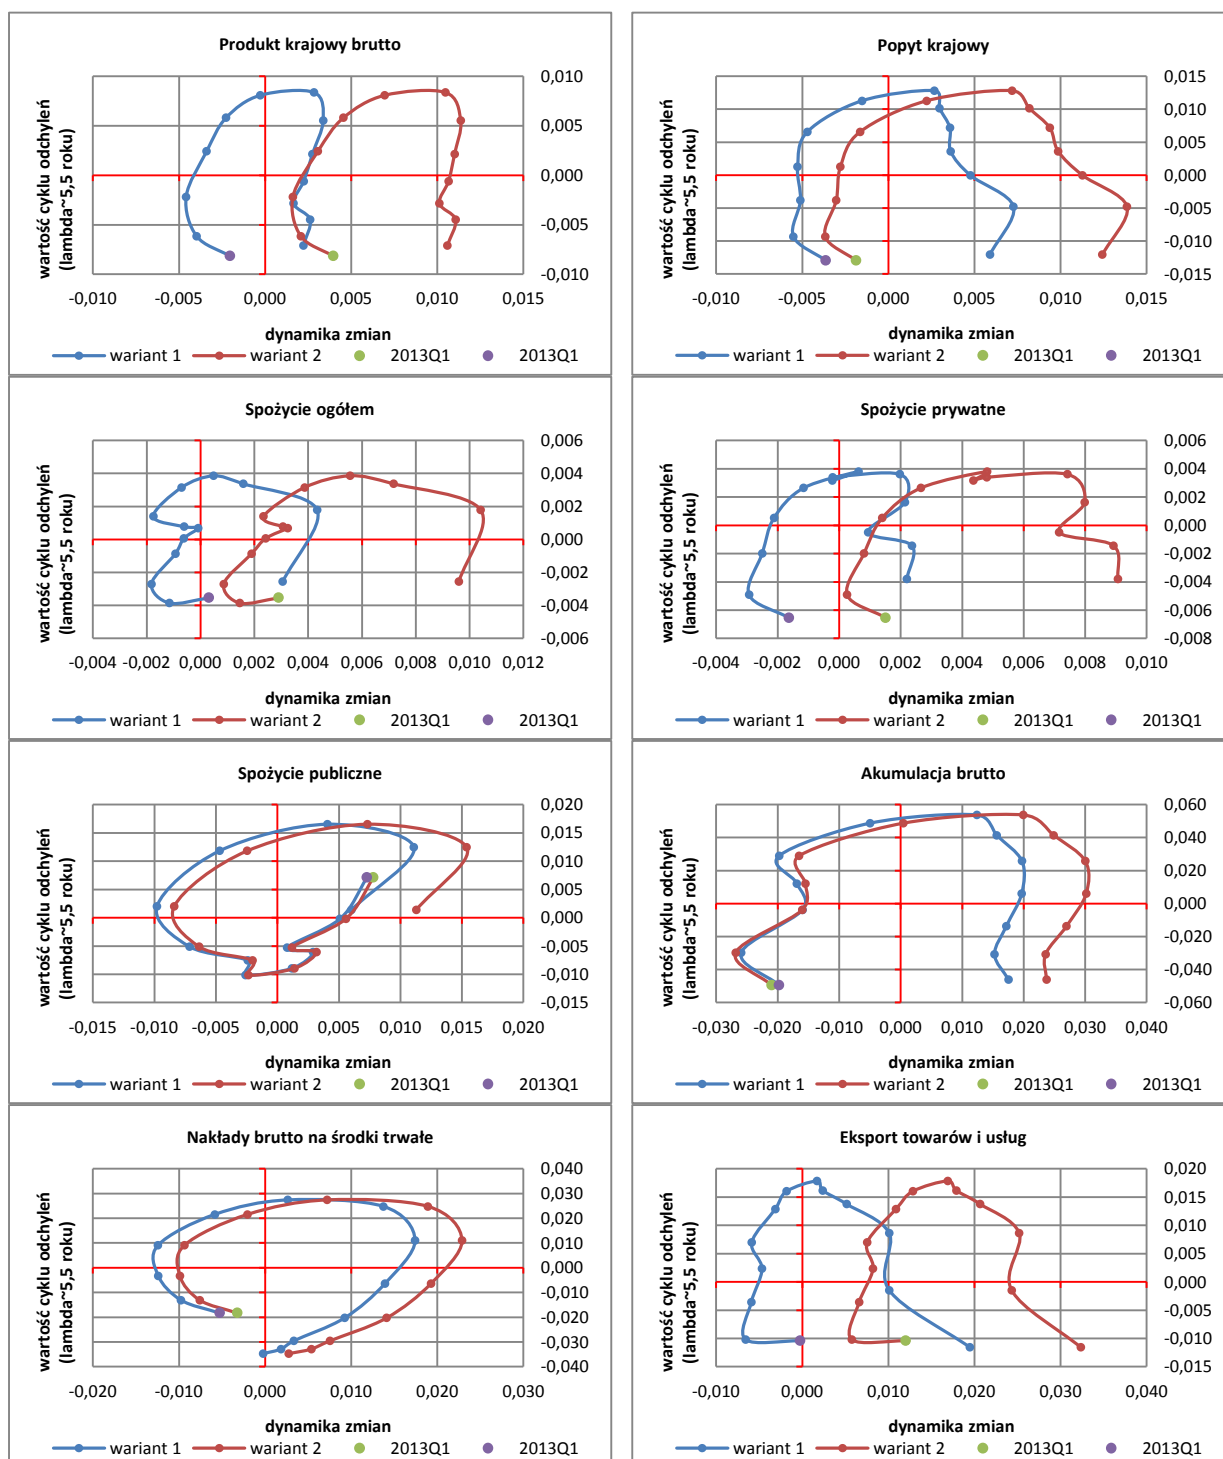 Produkt krajowy brutto
wartość cyklu odchyleń
(lambda~5,5 roku)
0,010
0,005
0,000
-0,005
-0,010
-0,010 -0,005 0,000 0,005 0,010 0,015
dynamika zmian
wariant 1 wariant 2 2013Q1 2013Q1
Popyt krajowy
wartość cyklu odchyleń
(lambda~5,5 roku)
0,015
0,010
0,005
0,000
-0,005
-0,010
-0,015
-0,010 -0,005 0,000 0,005 0,010 0,015
dynamika zmian
wariant 1 wariant 2 2013Q1 2013Q1
Spożycie ogółem
wartość cyklu odchyleń
(lambda~5,5 roku)
0,006
0,004
0,002
0,000
-0,002
-0,004
-0,006
-0,004 -0,002 0,000 0,002 0,004 0,006 0,008 0,010 0,012
dynamika zmian
wariant 1 wariant 2 2013Q1 2013Q1
Spożycie prywatne
wartość cyklu odchyleń
(lambda~5,5 roku)
0,006
0,004
0,002
0,000
-0,002
-0,004
-0,006
-0,008
-0,004 -0,002 0,000 0,002 0,004 0,006 0,008 0,010
dynamika zmian
wariant 1 wariant 2 2013Q1 2013Q1
Spożycie publiczne
wartość cyklu odchyleń
(lambda~5,5 roku)
0,020
0,015
0,010
0,005
0,000
-0,005
-0,010
-0,015
-0,015 -0,010 -0,005 0,000 0,005 0,010 0,015 0,020
dynamika zmian
wariant 1 wariant 2 2013Q1 2013Q1
Akumulacja brutto
wartość cyklu odchyleń
(lambda~5,5 roku)
0,060
0,040
0,020
0,000
-0,020
-0,040
-0,060
-0,030 -0,020 -0,010 0,000 0,010 0,020 0,030 0,040
dynamika zmian
wariant 1 wariant 2 2013Q1 2013Q1
Nakłady brutto na środki trwałe
wartość cyklu odchyleń
(lambda~5,5 roku)
0,040
0,030
0,020
0,010
0,000
-0,010
-0,020
-0,030
-0,040
-0,020 -0,010 0,000 0,010 0,020 0,030
dynamika zmian
wariant 1 wariant 2 2013Q1 2013Q1
Eksport towarów i usług
wartość cyklu odchyleń
(lambda~5,5 roku)
0,020
0,015
0,010
0,005
0,000
-0,005
-0,010
-0,015
-0,010 0,000 0,010 0,020 0,030 0,040
dynamika zmian
wariant 1 wariant 2 2013Q1 2013Q1